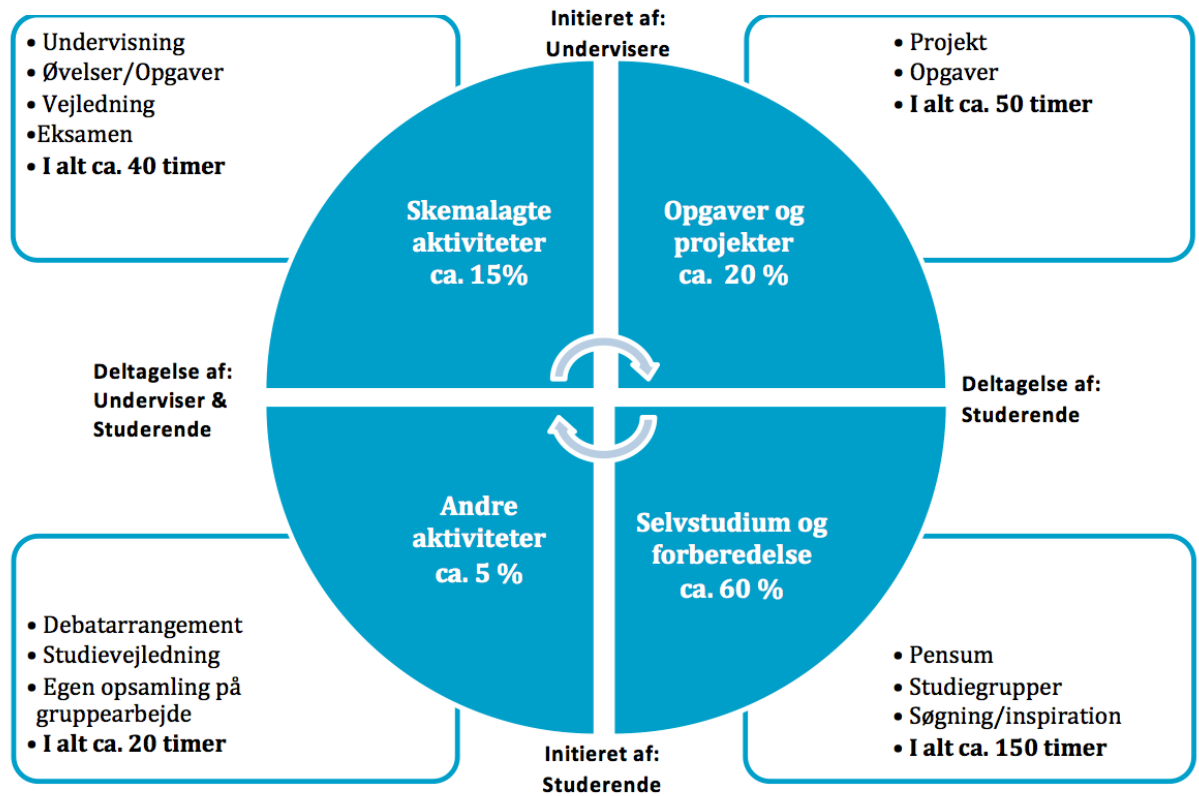 Initieret af:
Undervisere
• Undervisning
• Øvelser/Opgaver
• Vejledning
•Eksamen
• I alt ca. 40 timer
• Projekt
• Opgaver
• I alt ca. 50 timer
Skemalagte
aktiviteter
ca. 15%
Opgaver og
projekter
ca. 20 %
Deltagelse af:
Underviser &
Studerende
Deltagelse af:
Studerende
Andre
aktiviteter
ca. 5 %
Selvstudium og
forberedelse
ca. 60 %
• Debatarrangement
• Studievejledning
• Egen opsamling på
gruppearbejde
• I alt ca. 20 timer
• Pensum
• Studiegrupper
• Søgning/inspiration
• I alt ca. 150 timer
Initieret af:
Studerende